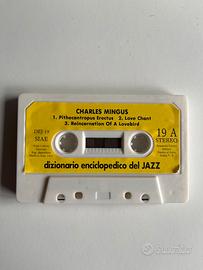 CHARLES MINGUS
1. Pithecantropus Erectus 2. Love Chant
3. Reincarnation Of A Lovebird
DEJ 19
SIAE
19 A
STEREO
dizionario enciclopedico del JAZZ
subito